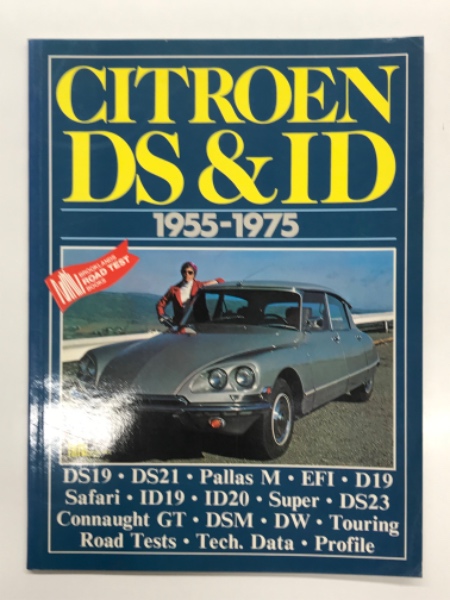 CITROEN
DS & ID
1955-1975
BROOKLANDS
ROAD TEST
BOOKS
DS19 • DS21 • Pallas M • EFI • D19
Safari • ID19 • ID20 • Super • DS23
Connaught GT • DSM • DW • Touring
Road Tests • Tech. Data • Profile